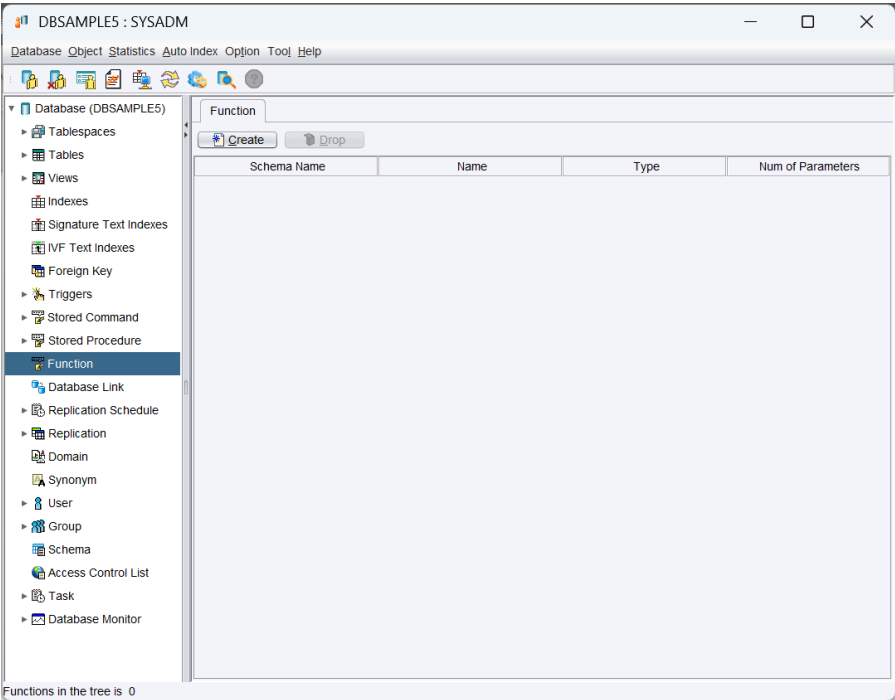 DBSAMPLE5 : SYSADM
Database Object Statistics Auto Index Option Tool Help
Database (DBSAMPLE5)
Tablespaces
Tables
Views
Indexes
Signature Text Indexes
IVF Text Indexes
Foreign Key
Triggers
Stored Command
Stored Procedure
Function
Database Link
Replication Schedule
Replication
Domain
Synonym
User
Group
Schema
Access Control List
Task
Database Monitor
Function
Create Drop
Schema Name Name Type Num of Parameters
Functions in the tree is 0